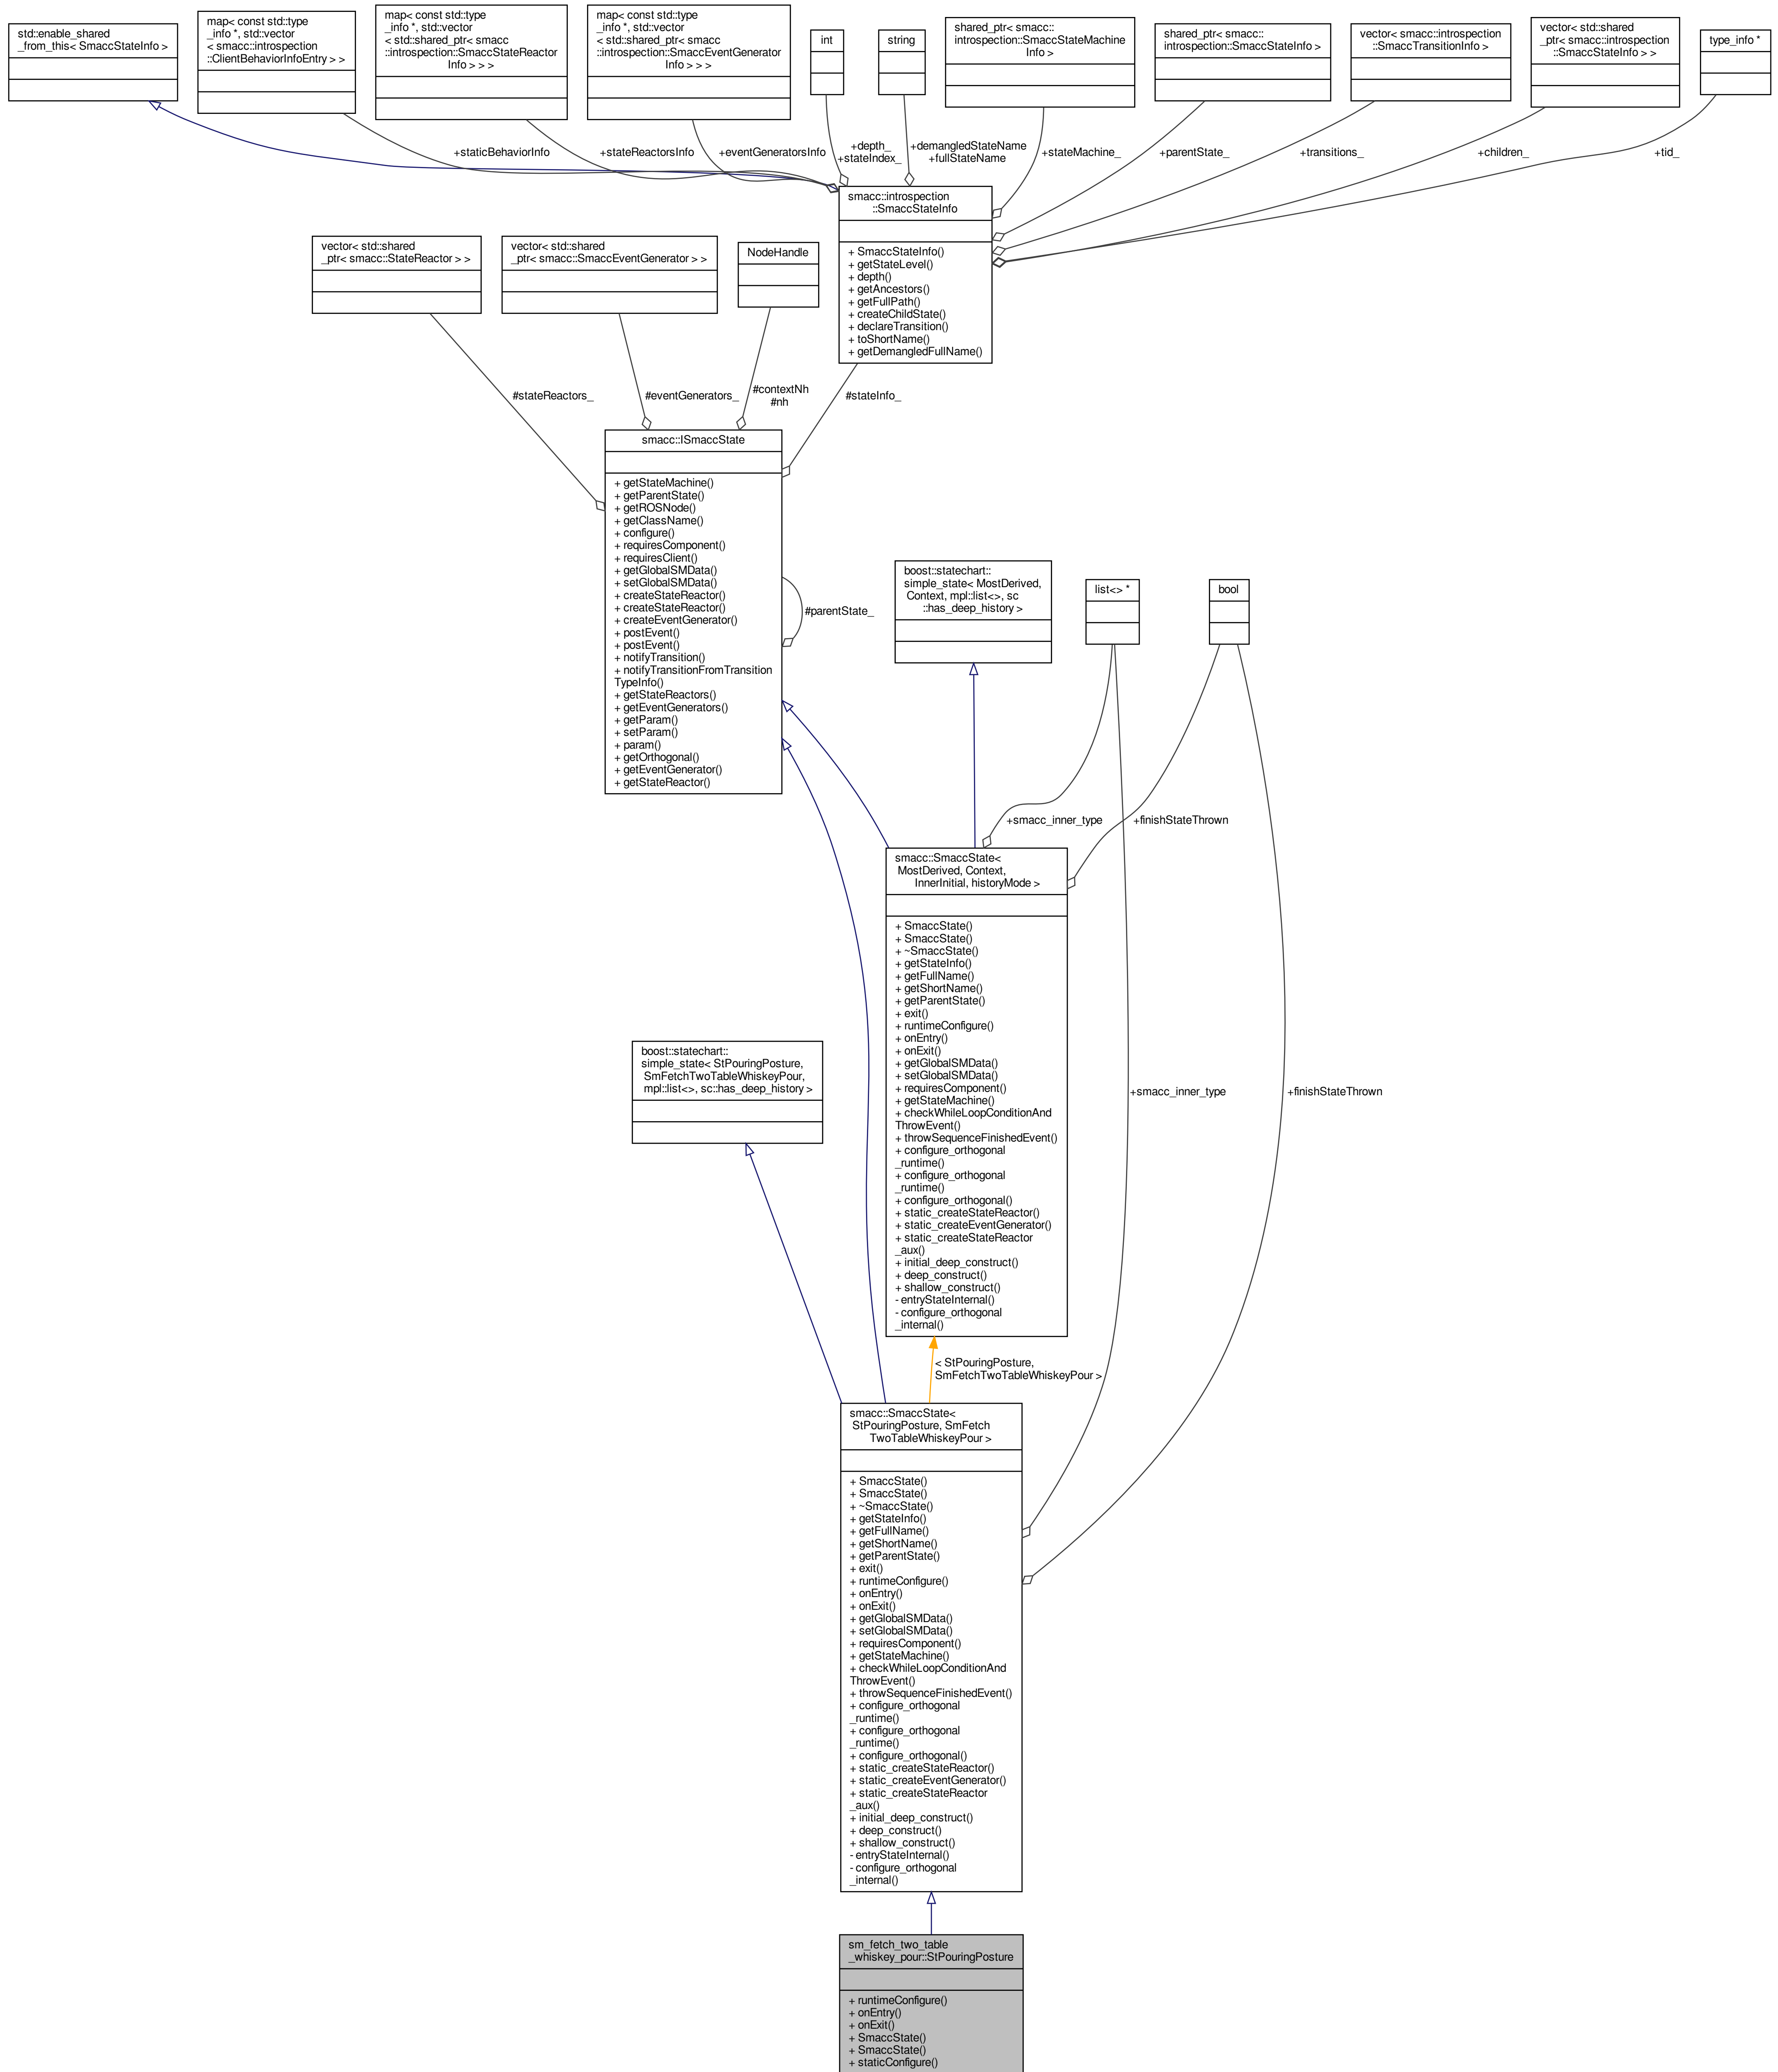 std::enable_shared
_from_this< SmaccStateInfo >
map< const std::type
_info *, std::vector
< smacc::introspection
::ClientBehaviorInfoEntry > >
map< const std::type
_info *, std::vector
< std::shared_ptr< smacc
::introspection::SmaccStateReactor
Info > > >
map< const std::type
_info *, std::vector
< std::shared_ptr< smacc
::introspection::SmaccEventGenerator
Info > > >
int
string
shared_ptr< smacc::
introspection::SmaccStateMachine
Info >
shared_ptr< smacc::
introspection::SmaccStateInfo >
vector< smacc::introspection
::SmaccTransitionInfo >
vector< std::shared
_ptr< smacc::introspection
::SmaccStateInfo > >
type_info *
+staticBehaviorInfo
+stateReactorsInfo
+eventGeneratorsInfo
+depth_
+stateIndex_
+demangledStateName
+fullStateName
+stateMachine_
+parentState_
+transitions_
+children_
+tid_
smacc::introspection
::SmaccStateInfo
+ SmaccStateInfo()
+ getStateLevel()
+ depth()
+ getAncestors()
+ getFullPath()
+ createChildState()
+ declareTransition()
+ toShortName()
+ getDemangledFullName()
vector< std::shared
_ptr< smacc::StateReactor > >
vector< std::shared
_ptr< smacc::SmaccEventGenerator > >
NodeHandle
#stateReactors_
#eventGenerators_
#contextNh
#nh
#stateInfo_
smacc::ISmaccState
+ getStateMachine()
+ getParentState()
+ getROSNode()
+ getClassName()
+ configure()
+ requiresComponent()
+ requiresClient()
+ getGlobalSMData()
+ setGlobalSMData()
+ createStateReactor()
+ createStateReactor()
+ createEventGenerator()
+ postEvent()
+ postEvent()
+ notifyTransition()
+ notifyTransitionFromTransition
TypeInfo()
+ getStateReactors()
+ getEventGenerators()
+ getParam()
+ setParam()
+ param()
+ getOrthogonal()
+ getEventGenerator()
+ getStateReactor()
#parentState_
boost::statechart::
simple_state< MostDerived,
Context, mpl::list<>, sc
::has_deep_history >
list<> *
bool
+smacc_inner_type
+finishStateThrown
smacc::SmaccState<
MostDerived, Context,
InnerInitial, historyMode >
+ SmaccState()
+ SmaccState()
+ ~SmaccState()
+ getStateInfo()
+ getFullName()
+ getShortName()
+ getParentState()
+ exit()
+ runtimeConfigure()
+ onEntry()
+ onExit()
+ getGlobalSMData()
+ setGlobalSMData()
+ requiresComponent()
+ getStateMachine()
+ checkWhileLoopConditionAnd
ThrowEvent()
+ throwSequenceFinishedEvent()
+ configure_orthogonal
_runtime()
+ configure_orthogonal
_runtime()
+ configure_orthogonal()
+ static_createStateReactor()
+ static_createEventGenerator()
+ static_createStateReactor
_aux()
+ initial_deep_construct()
+ deep_construct()
+ shallow_construct()
- entryStateInternal()
- configure_orthogonal
_internal()
boost::statechart::
simple_state< StPouringPosture,
SmFetchTwoTableWhiskeyPour,
mpl::list<>, sc::has_deep_history >
+smacc_inner_type
+finishStateThrown
< StPouringPosture,
SmFetchTwoTableWhiskeyPour >
smacc::SmaccState<
StPouringPosture, SmFetch
TwoTableWhiskeyPour >
+ SmaccState()
+ SmaccState()
+ ~SmaccState()
+ getStateInfo()
+ getFullName()
+ getShortName()
+ getParentState()
+ exit()
+ runtimeConfigure()
+ onEntry()
+ onExit()
+ getGlobalSMData()
+ setGlobalSMData()
+ requiresComponent()
+ getStateMachine()
+ checkWhileLoopConditionAnd
ThrowEvent()
+ throwSequenceFinishedEvent()
+ configure_orthogonal
_runtime()
+ configure_orthogonal
_runtime()
+ configure_orthogonal()
+ static_createStateReactor()
+ static_createEventGenerator()
+ static_createStateReactor
_aux()
+ initial_deep_construct()
+ deep_construct()
+ shallow_construct()
- entryStateInternal()
- configure_orthogonal
_internal()
sm_fetch_two_table
_whiskey_pour::StPouringPosture
+ runtimeConfigure()
+ onEntry()
+ onExit()
+ SmaccState()
+ SmaccState()
+ staticConfigure()